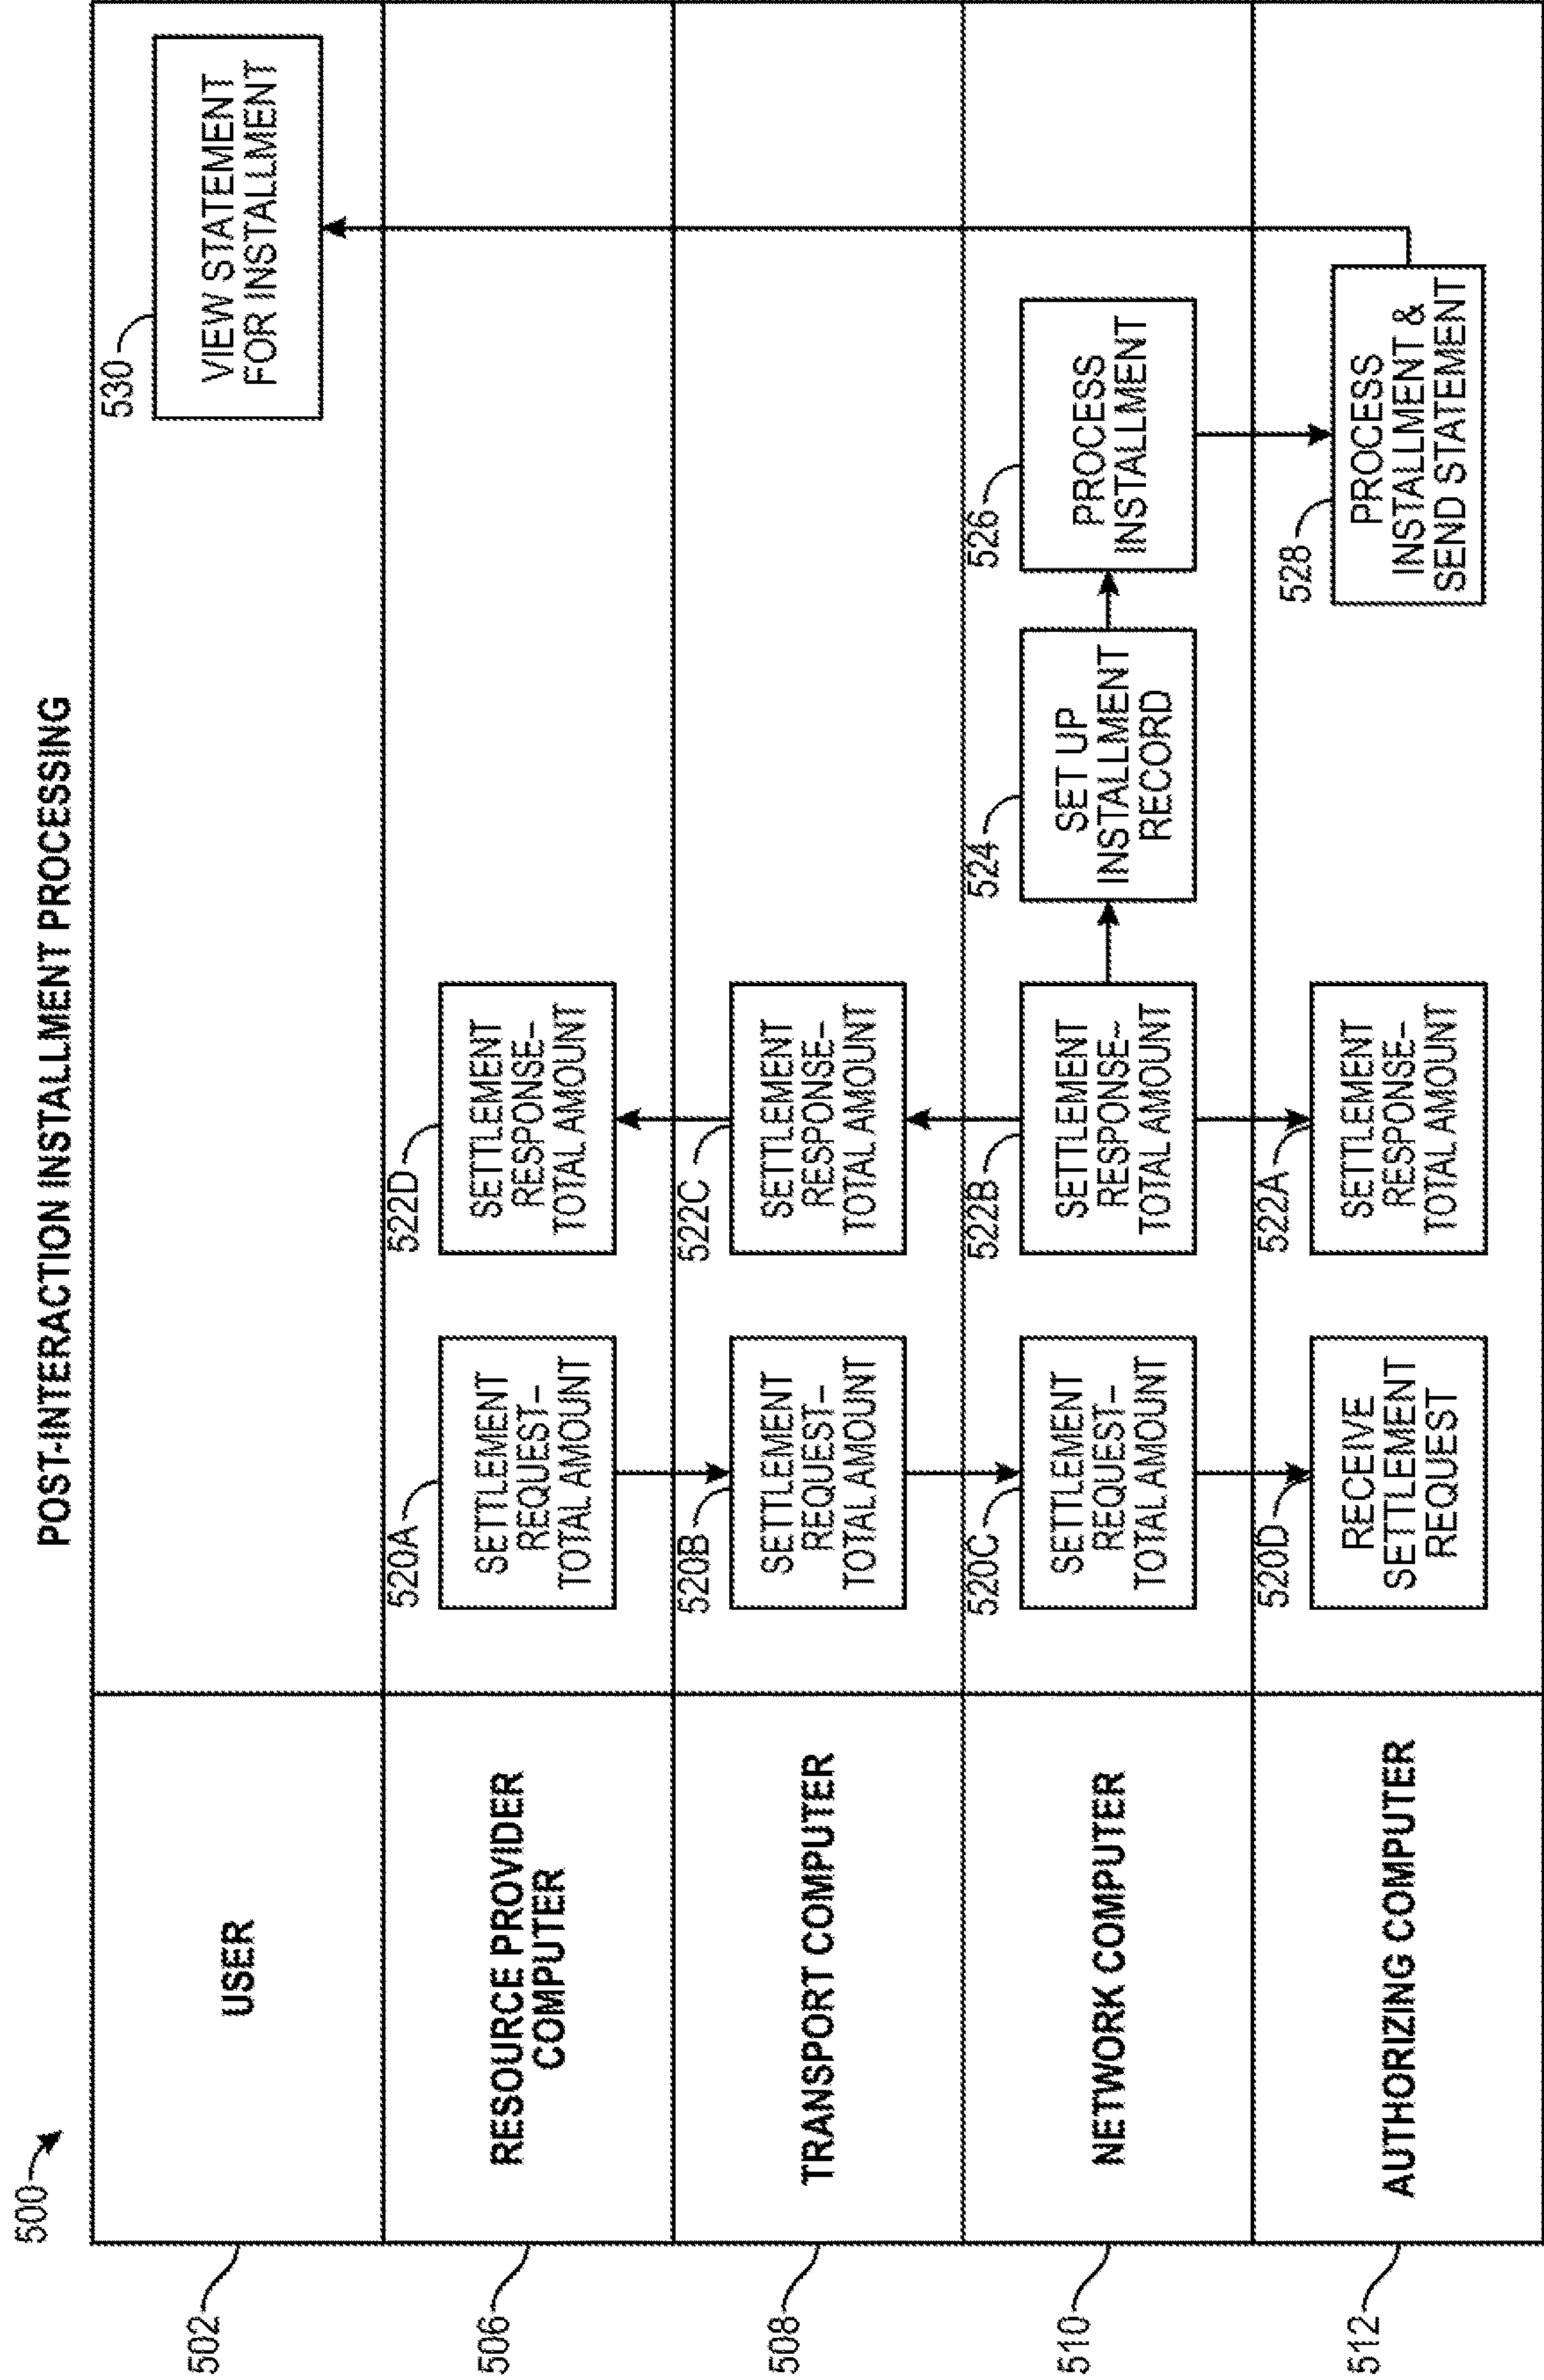 500
POST-INTERACTION INSTALLMENT PROCESSING
502
USER
530
VIEW STATEMENT
FOR INSTALLMENT
506
RESOURCE PROVIDER
COMPUTER
520A
SETTLEMENT
REQUEST–
TOTAL AMOUNT
522D
SETTLEMENT
RESPONSE–
TOTAL AMOUNT
508
TRANSPORT COMPUTER
520B
SETTLEMENT
REQUEST–
TOTAL AMOUNT
522C
SETTLEMENT
RESPONSE–
TOTAL AMOUNT
510
NETWORK COMPUTER
520C
SETTLEMENT
REQUEST–
TOTAL AMOUNT
522B
SETTLEMENT
RESPONSE~
TOTAL AMOUNT
524
SET UP
INSTALLMENT
RECORD
526
PROCESS
INSTALLMENT
512
AUTHORIZING COMPUTER
520D
RECEIVE
SETTLEMENT
REQUEST
522A
SETTLEMENT
RESPONSE–
TOTAL AMOUNT
528
PROCESS
INSTALLMENT &
SEND STATEMENT